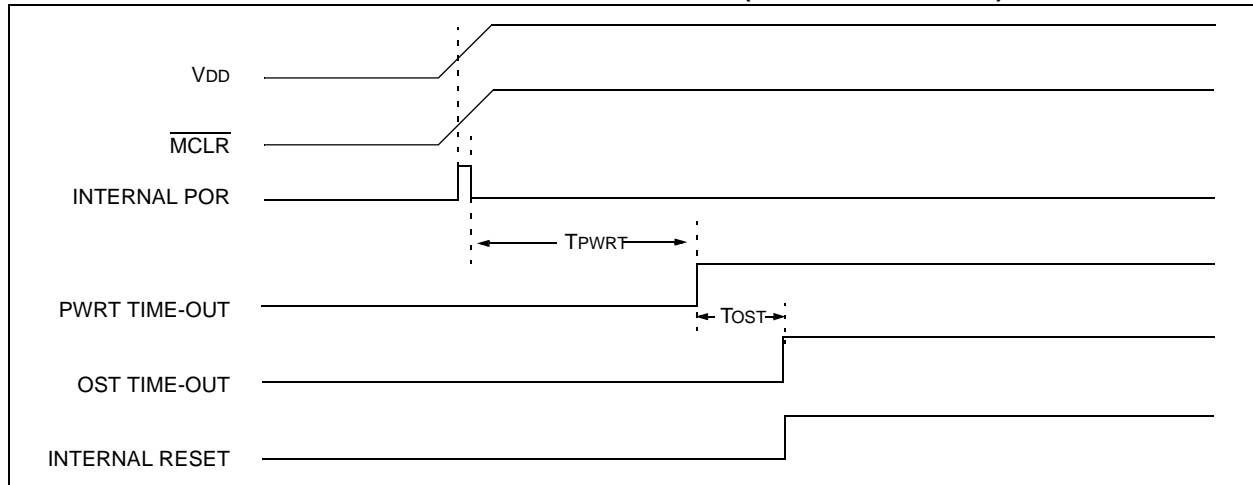 VDD
MCLR
INTERNAL POR
TPWRT
PWRT TIME-OUT
TOST
OST TIME-OUT
INTERNAL RESET